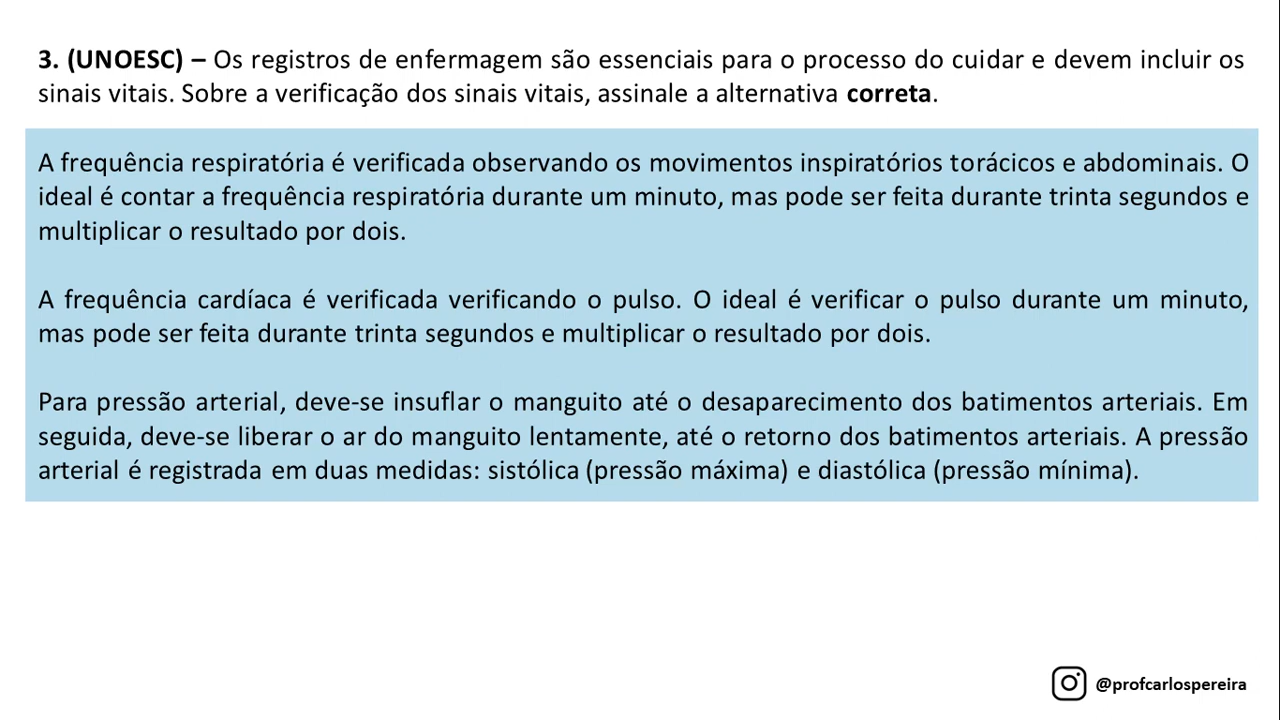 3. (UNOESC) – Os registros de enfermagem são essenciais para o processo do cuidar e devem incluir os
sinais vitais. Sobre a verificação dos sinais vitais, assinale a alternativa correta.
A frequência respiratória é verificada observando os movimentos inspiratórios torácicos e abdominais. O
ideal é contar a frequência respiratória durante um minuto, mas pode ser feita durante trinta segundos e
multiplicar o resultado por dois.
A frequência cardíaca é verificada verificando o pulso. O ideal é verificar o pulso durante um minuto,
mas pode ser feita durante trinta segundos e multiplicar o resultado por dois.
Para pressão arterial, deve-se insuflar o manguito até o desaparecimento dos batimentos arteriais. Em
seguida, deve-se liberar o ar do manguito lentamente, até o retorno dos batimentos arteriais. A pressão
arterial é registrada em duas medidas: sistólica (pressão máxima) e diastólica (pressão mínima).
@profcarlospereira